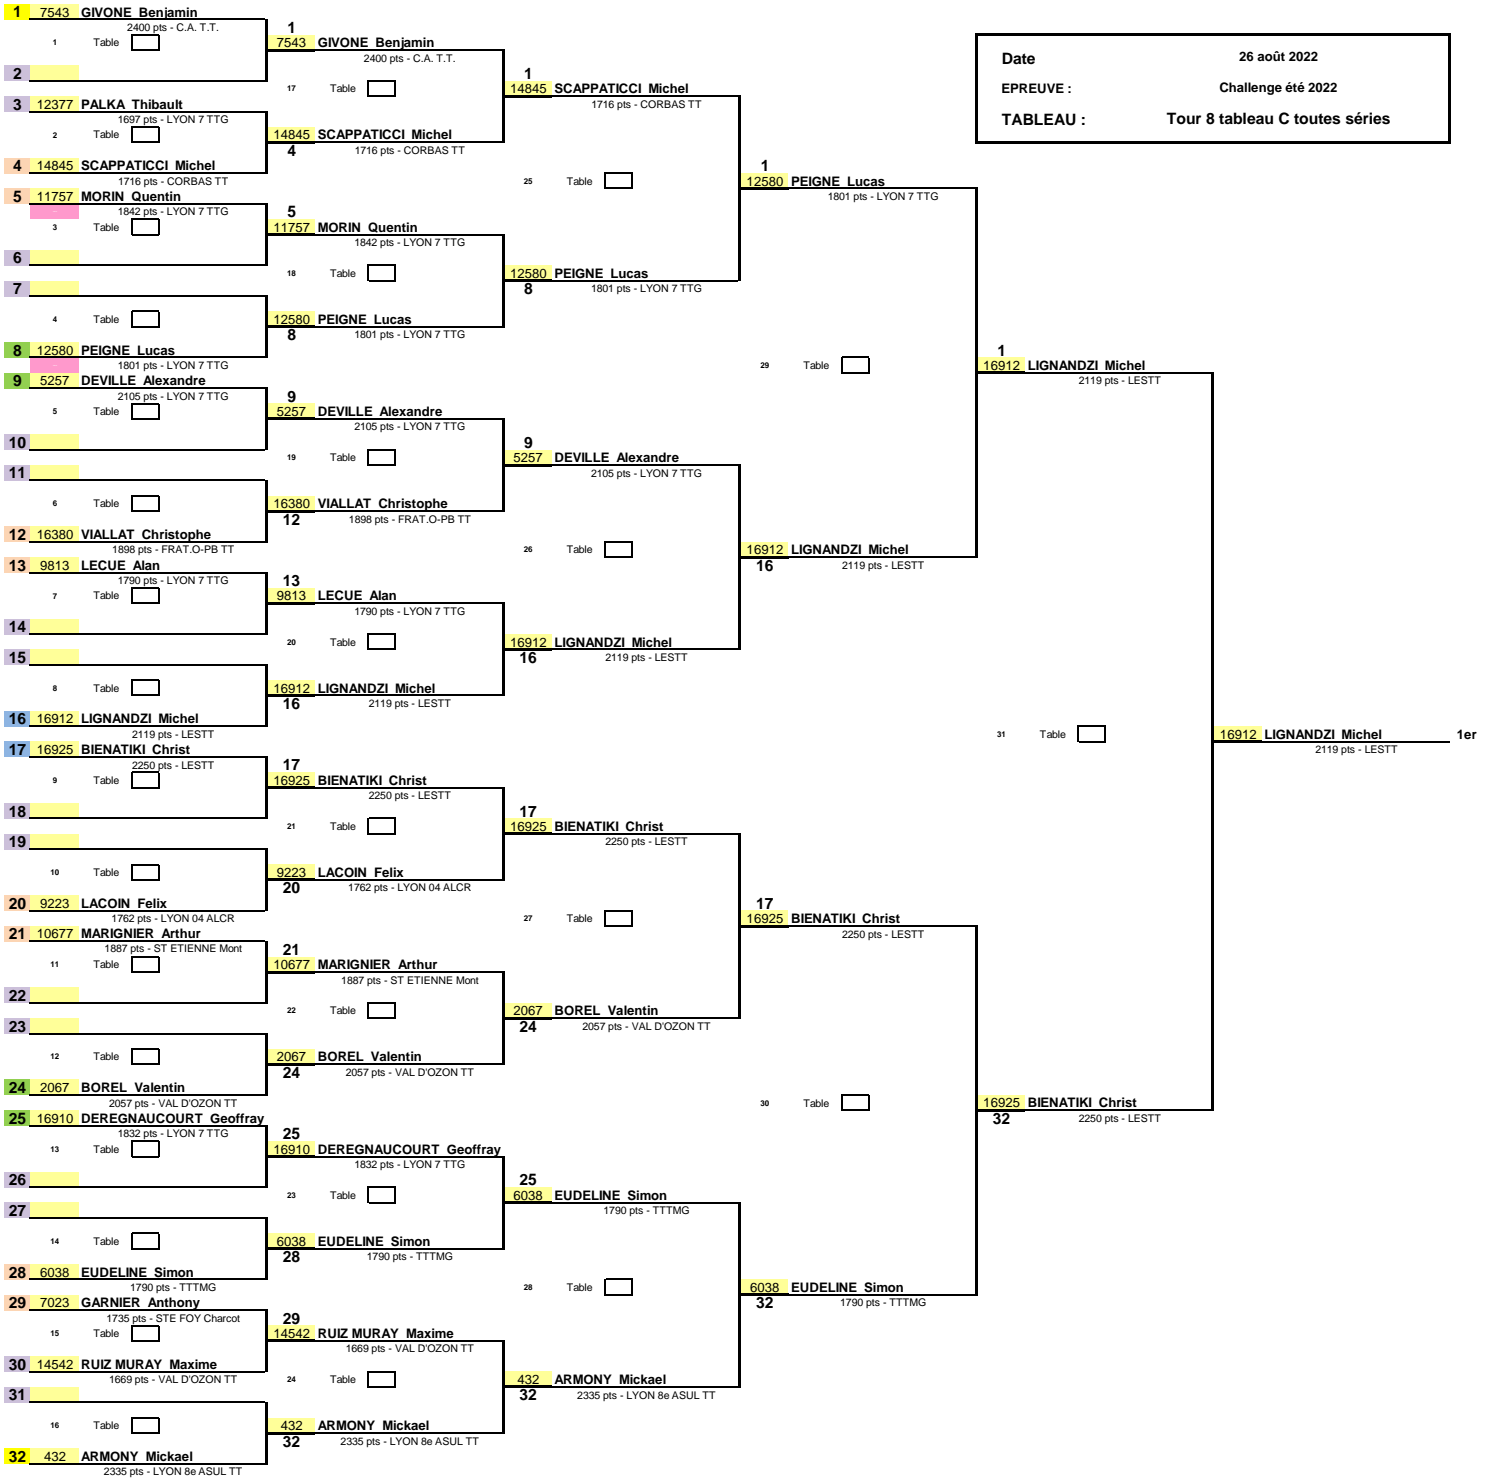 Date 26 août 2022
EPREUVE : Challenge été 2022
TABLEAU : Tour 8 tableau C toutes séries
1 7543 GIVONE Benjamin
2400 pts - C.A. T.T.
1 Table
2
3 12377 PALKA Thibault
1697 pts - LYON 7 TTG
2 Table
4 14845 SCAPPATICCI Michel
1716 pts - CORBAS TT
5 11757 MORIN Quentin
1842 pts - LYON 7 TTG
3 Table
6
7
4 Table
8 12580 PEIGNE Lucas
1801 pts - LYON 7 TTG
9 5257 DEVILLE Alexandre
2105 pts - LYON 7 TTG
5 Table
10
11
6 Table
12 16380 VIALLAT Christophe
1898 pts - FRAT.O-PB TT
13 9813 LECUE Alan
1790 pts - LYON 7 TTG
7 Table
14
15
8 Table
16 16912 LIGNANDZI Michel
2119 pts - LESTT
17 16925 BIENATIKI Christ
2250 pts - LESTT
9 Table
18
19
10 Table
20 9223 LACOIN Felix
1762 pts - LYON 04 ALCR
21 10677 MARIGNIER Arthur
1887 pts - ST ETIENNE Mont
11 Table
22
23
12 Table
24 2067 BOREL Valentin
2057 pts - VAL D'OZON TT
25 16910 DEREGNAUCOURT Geoffray
1832 pts - LYON 7 TTG
13 Table
26
27
14 Table
28 6038 EUDELINE Simon
1790 pts - TTTMG
29 7023 GARNIER Anthony
1735 pts - STE FOY Charcot
15 Table
30 14542 RUIZ MURAY Maxime
1669 pts - VAL D'OZON TT
31
16 Table
32 432 ARMONY Mickael
2335 pts - LYON 8e ASUL TT
1
7543 GIVONE Benjamin
2400 pts - C.A. T.T.
17 Table
14845 SCAPPATICCI Michel
4 1716 pts - CORBAS TT
5
11757 MORIN Quentin
1842 pts - LYON 7 TTG
18 Table
12580 PEIGNE Lucas
8 1801 pts - LYON 7 TTG
9
5257 DEVILLE Alexandre
2105 pts - LYON 7 TTG
19 Table
16380 VIALLAT Christophe
12 1898 pts - FRAT.O-PB TT
13
9813 LECUE Alan
1790 pts - LYON 7 TTG
20 Table
16912 LIGNANDZI Michel
16 2119 pts - LESTT
17
16925 BIENATIKI Christ
2250 pts - LESTT
21 Table
9223 LACOIN Felix
20 1762 pts - LYON 04 ALCR
21
10677 MARIGNIER Arthur
1887 pts - ST ETIENNE Mont
22 Table
2067 BOREL Valentin
24 2057 pts - VAL D'OZON TT
25
16910 DEREGNAUCOURT Geoffray
1832 pts - LYON 7 TTG
23 Table
6038 EUDELINE Simon
28 1790 pts - TTTMG
29
14542 RUIZ MURAY Maxime
1669 pts - VAL D'OZON TT
24 Table
432 ARMONY Mickael
32 2335 pts - LYON 8e ASUL TT
1
14845 SCAPPATICCI Michel
1716 pts - CORBAS TT
25 Table
12580 PEIGNE Lucas
8 1801 pts - LYON 7 TTG
9
5257 DEVILLE Alexandre
2105 pts - LYON 7 TTG
26 Table
16912 LIGNANDZI Michel
16 2119 pts - LESTT
17
16925 BIENATIKI Christ
2250 pts - LESTT
27 Table
2067 BOREL Valentin
24 2057 pts - VAL D'OZON TT
25
6038 EUDELINE Simon
1790 pts - TTTMG
28 Table
432 ARMONY Mickael
32 2335 pts - LYON 8e ASUL TT
1
12580 PEIGNE Lucas
1801 pts - LYON 7 TTG
29 Table
16912 LIGNANDZI Michel
16 2119 pts - LESTT
17
16925 BIENATIKI Christ
2250 pts - LESTT
30 Table
6038 EUDELINE Simon
32 1790 pts - TTTMG
1
16912 LIGNANDZI Michel
2119 pts - LESTT
31 Table
16925 BIENATIKI Christ
32 2250 pts - LESTT
16912 LIGNANDZI Michel 1er
2119 pts - LESTT